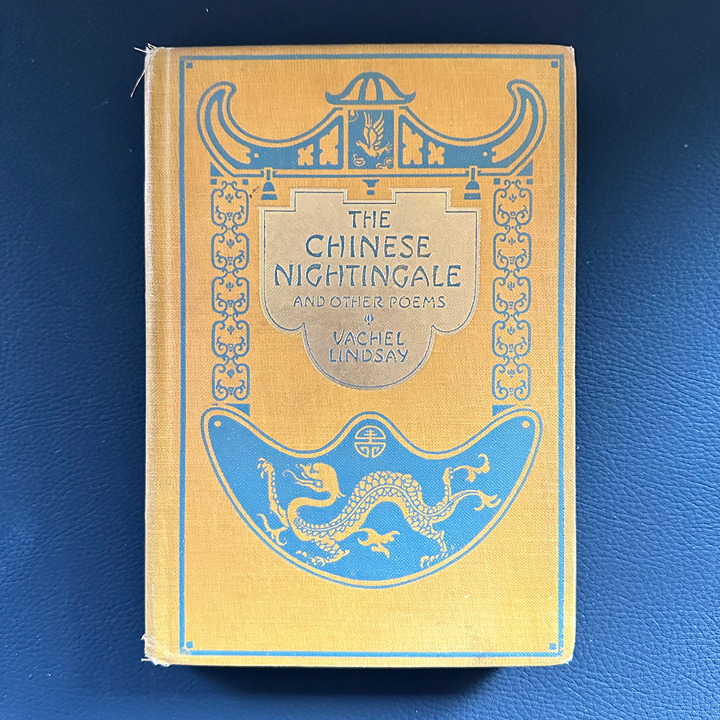 THE
CHINESE
NIGHTINGALE
AND OTHER POEMS
VACHEL
LINDSAY